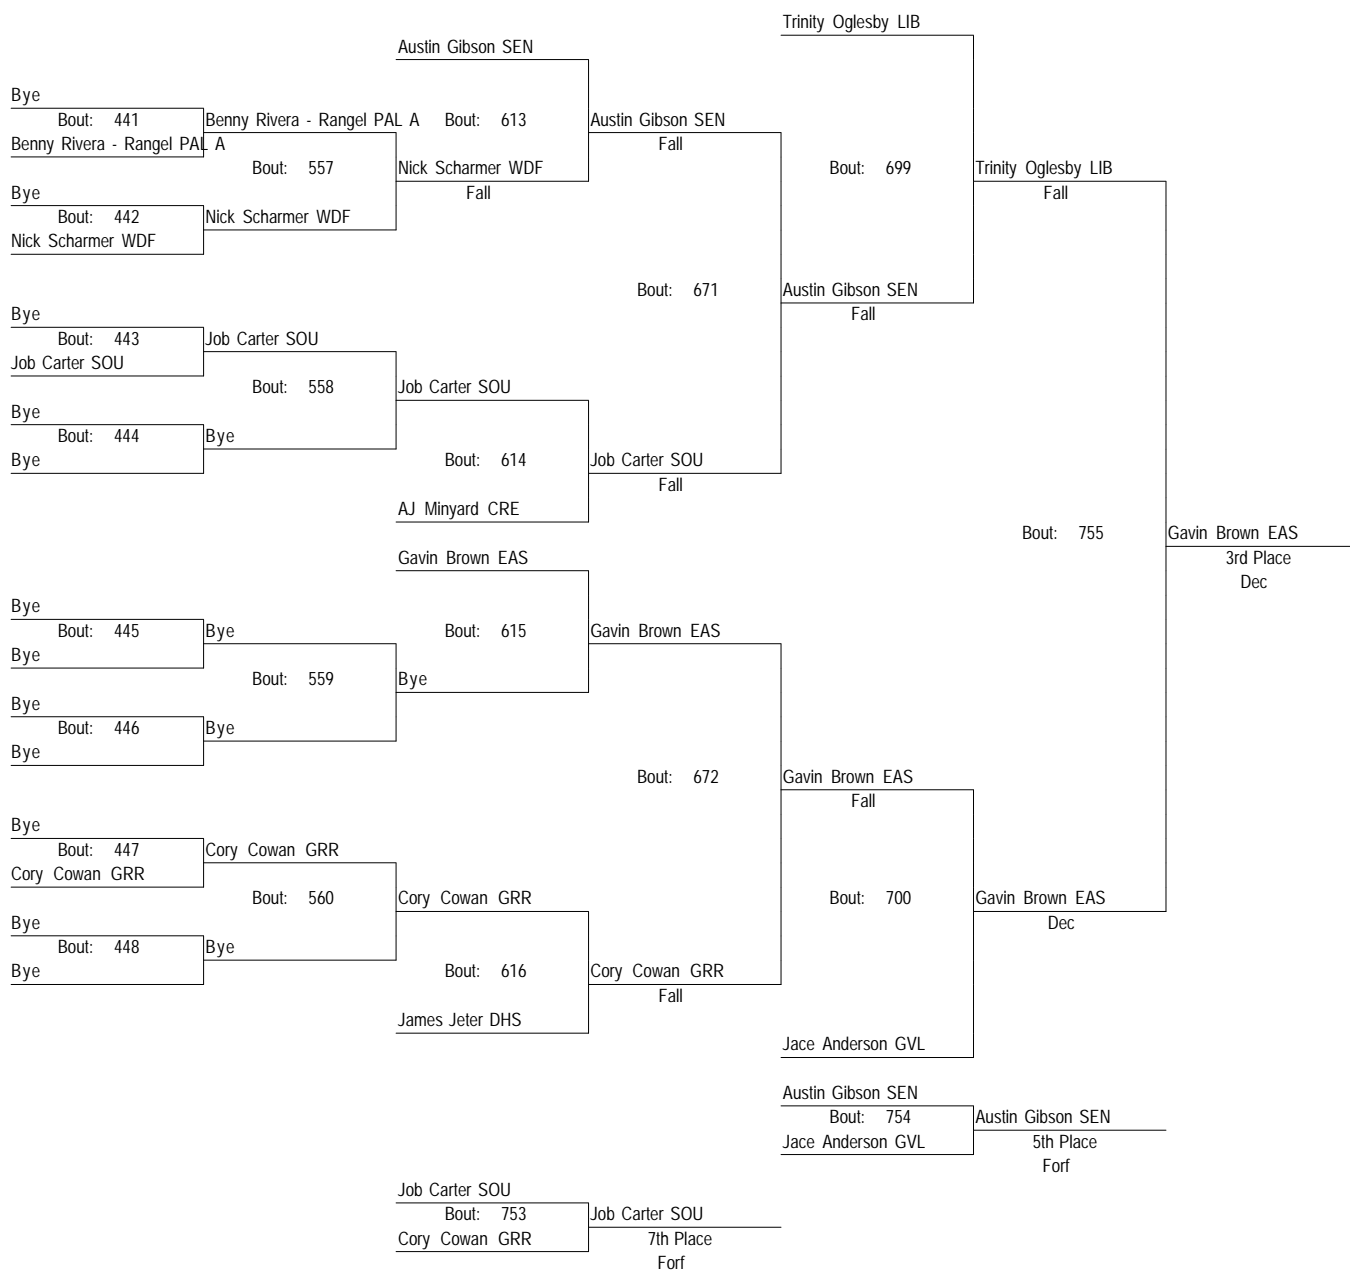 Trinity Oglesby LIB
Austin Gibson SEN
Bye
Bout: 441
Benny Rivera - Rangel PAL A
Bout: 613
Austin Gibson SEN
Benny Rivera - Rangel PAL A
Fall
Bout: 557
Nick Scharmer WDF
Bout: 699
Trinity Oglesby LIB
Bye
Fall
Fall
Bout: 442
Nick Scharmer WDF
Nick Scharmer WDF
Bout: 671
Austin Gibson SEN
Bye
Fall
Bout: 443
Job Carter SOU
Job Carter SOU
Bout: 558
Job Carter SOU
Bye
Bout: 444
Bye
Bye
Bout: 614
Job Carter SOU
Fall
AJ Minyard CRE
Bout: 755
Gavin Brown EAS
Gavin Brown EAS
3rd Place
Dec
Bye
Bout: 445
Bye
Bout: 615
Gavin Brown EAS
Bye
Bout: 559
Bye
Bye
Bout: 446
Bye
Bye
Bout: 672
Gavin Brown EAS
Fall
Bye
Bout: 447
Cory Cowan GRR
Cory Cowan GRR
Bout: 560
Cory Cowan GRR
Bout: 700
Gavin Brown EAS
Bye
Dec
Bout: 448
Bye
Bye
Bout: 616
Cory Cowan GRR
Fall
James Jeter DHS
Jace Anderson GVL
Austin Gibson SEN
Bout: 754
Austin Gibson SEN
Jace Anderson GVL
5th Place
Forf
Job Carter SOU
Bout: 753
Job Carter SOU
Cory Cowan GRR
7th Place
Forf